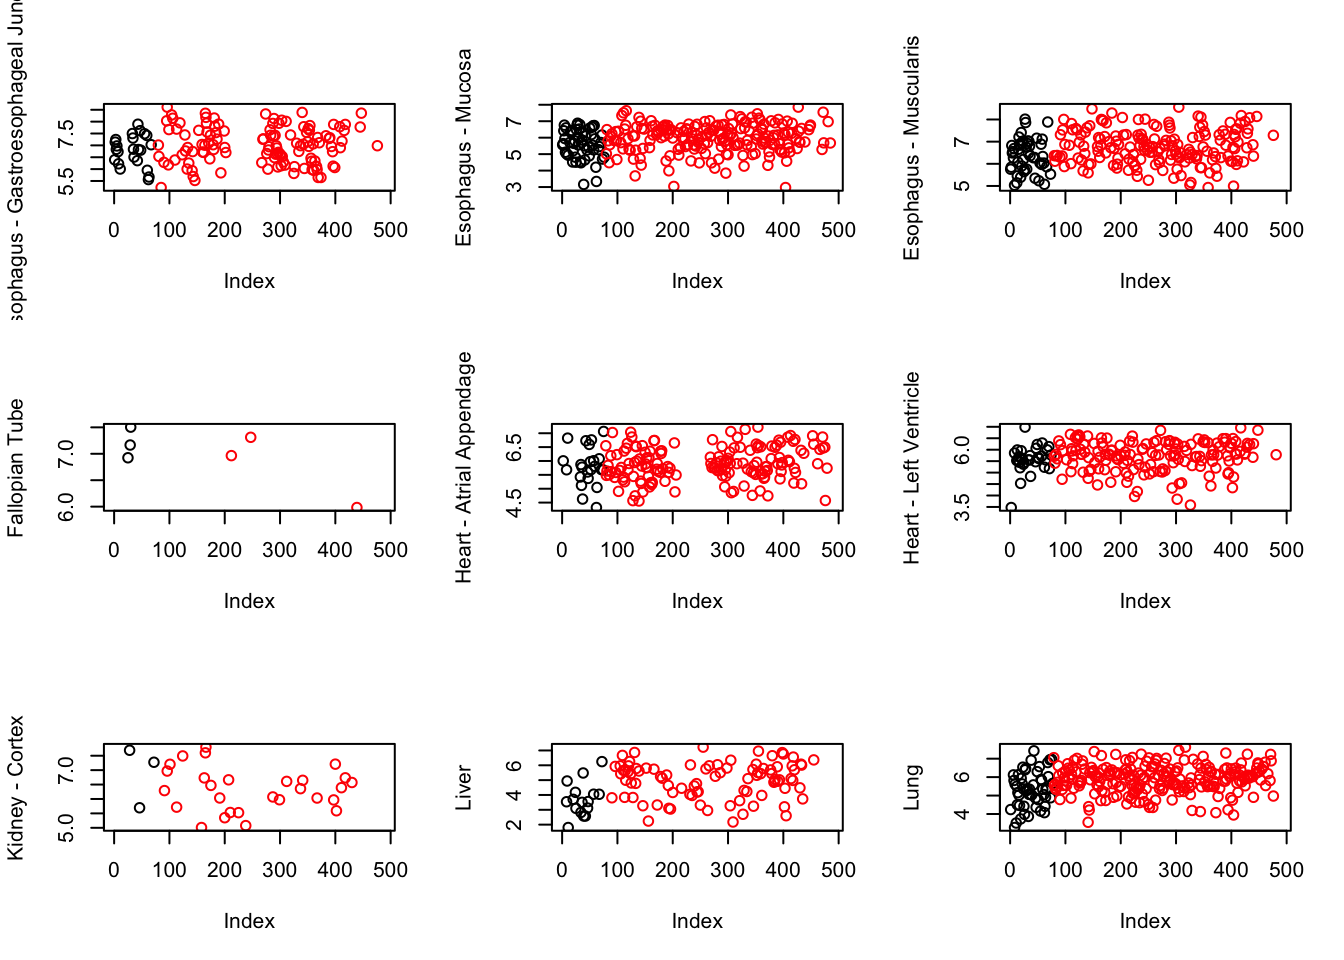 sophagus - Gastroesophageal Junc
5.5 7.5
0 100 200 300 400 500
Index
Esophagus - Mucosa
3 5 7
0 100 200 300 400 500
Index
Esophagus - Muscularis
5 7
0 100 200 300 400 500
Index
Fallopian Tube
6.0 7.0
0 100 200 300 400 500
Index
Heart - Atrial Appendage
4.5 6.5
0 100 200 300 400 500
Index
Heart - Left Ventricle
3.5 6.0
0 100 200 300 400 500
Index
Kidney - Cortex
5.0 7.0
0 100 200 300 400 500
Index
Liver
2 4 6
0 100 200 300 400 500
Index
Lung
4 6
0 100 200 300 400 500
Index